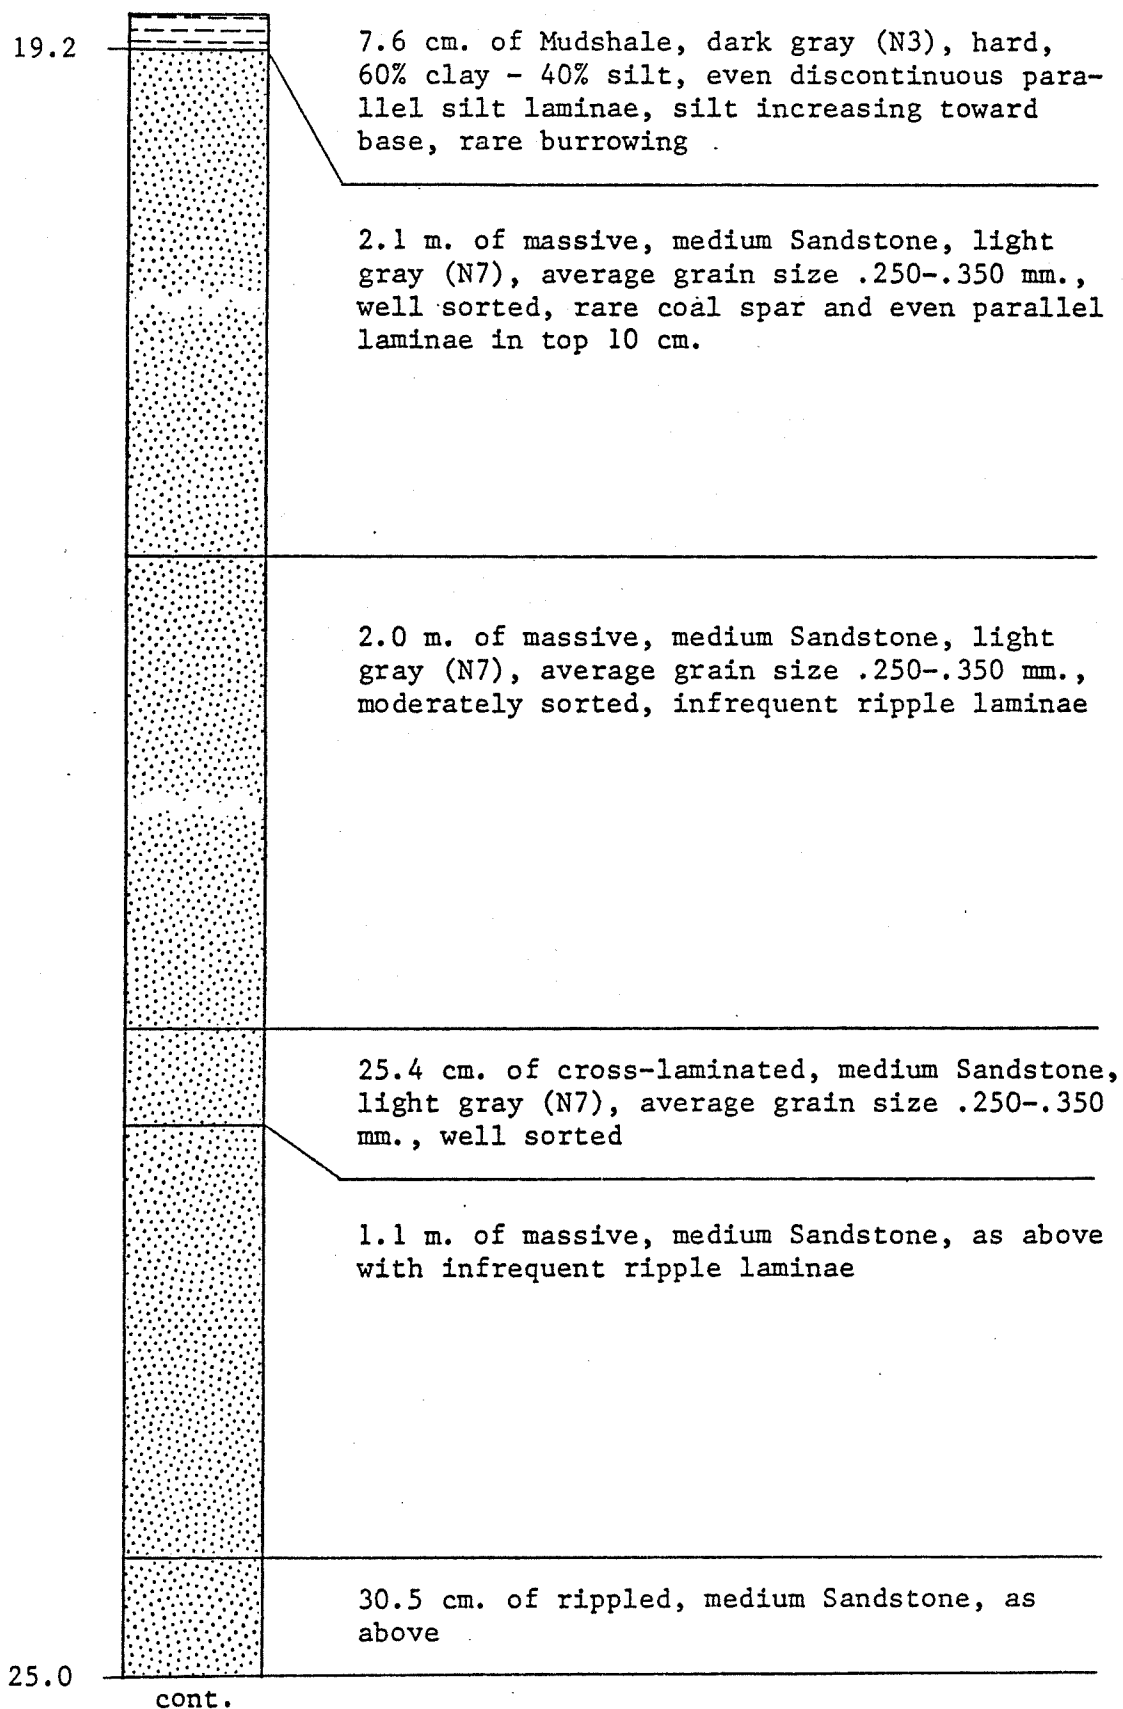 19.2
7.6 cm. of Mudshale, dark gray (N3), hard,
60% clay - 40% silt, even discontinuous para-
llel silt laminae, silt increasing toward
base, rare burrowing
2.1 m. of massive, medium Sandstone, light
gray (N7), average grain size .250-.350 mm.,
well sorted, rare coal spar and even parallel
laminae in top 10 cm.
2.0 m. of massive, medium Sandstone, light
gray (N7), average grain size .250-.350 mm.,
moderately sorted, infrequent ripple laminae
25.4 cm. of cross-laminated, medium Sandstone,
light gray (N7), average grain size .250-.350
mm., well sorted
1.1 m. of massive, medium Sandstone, as above
with infrequent ripple laminae
30.5 cm. of rippled, medium Sandstone, as
above
25.0
cont.